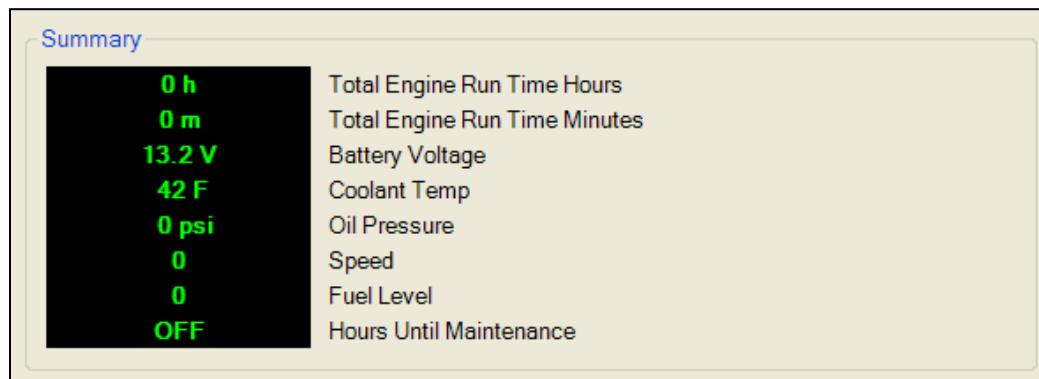 Summary
0 h Total Engine Run Time Hours
0 m Total Engine Run Time Minutes
13.2 V Battery Voltage
42 F Coolant Temp
0 psi Oil Pressure
0 Speed
0 Fuel Level
OFF Hours Until Maintenance